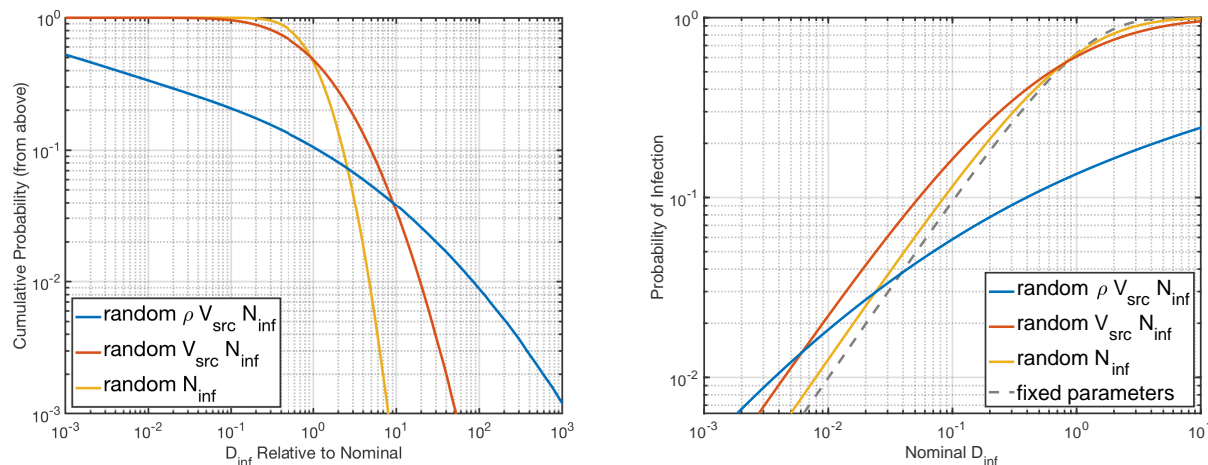 10^0
10^-1
10^-2
10^-3
10^-3 10^-2 10^-1 10^0 10^1 10^2 10^3
Cumulative Probability (from above)
D_inf Relative to Nominal
random ρ V_src N_inf
random V_src N_inf
random N_inf
10^0
10^-1
10^-2
10^-3 10^-2 10^-1 10^0 10^1
Probability of Infection
Nominal D_inf
random ρ V_src N_inf
random V_src N_inf
random N_inf
fixed parameters